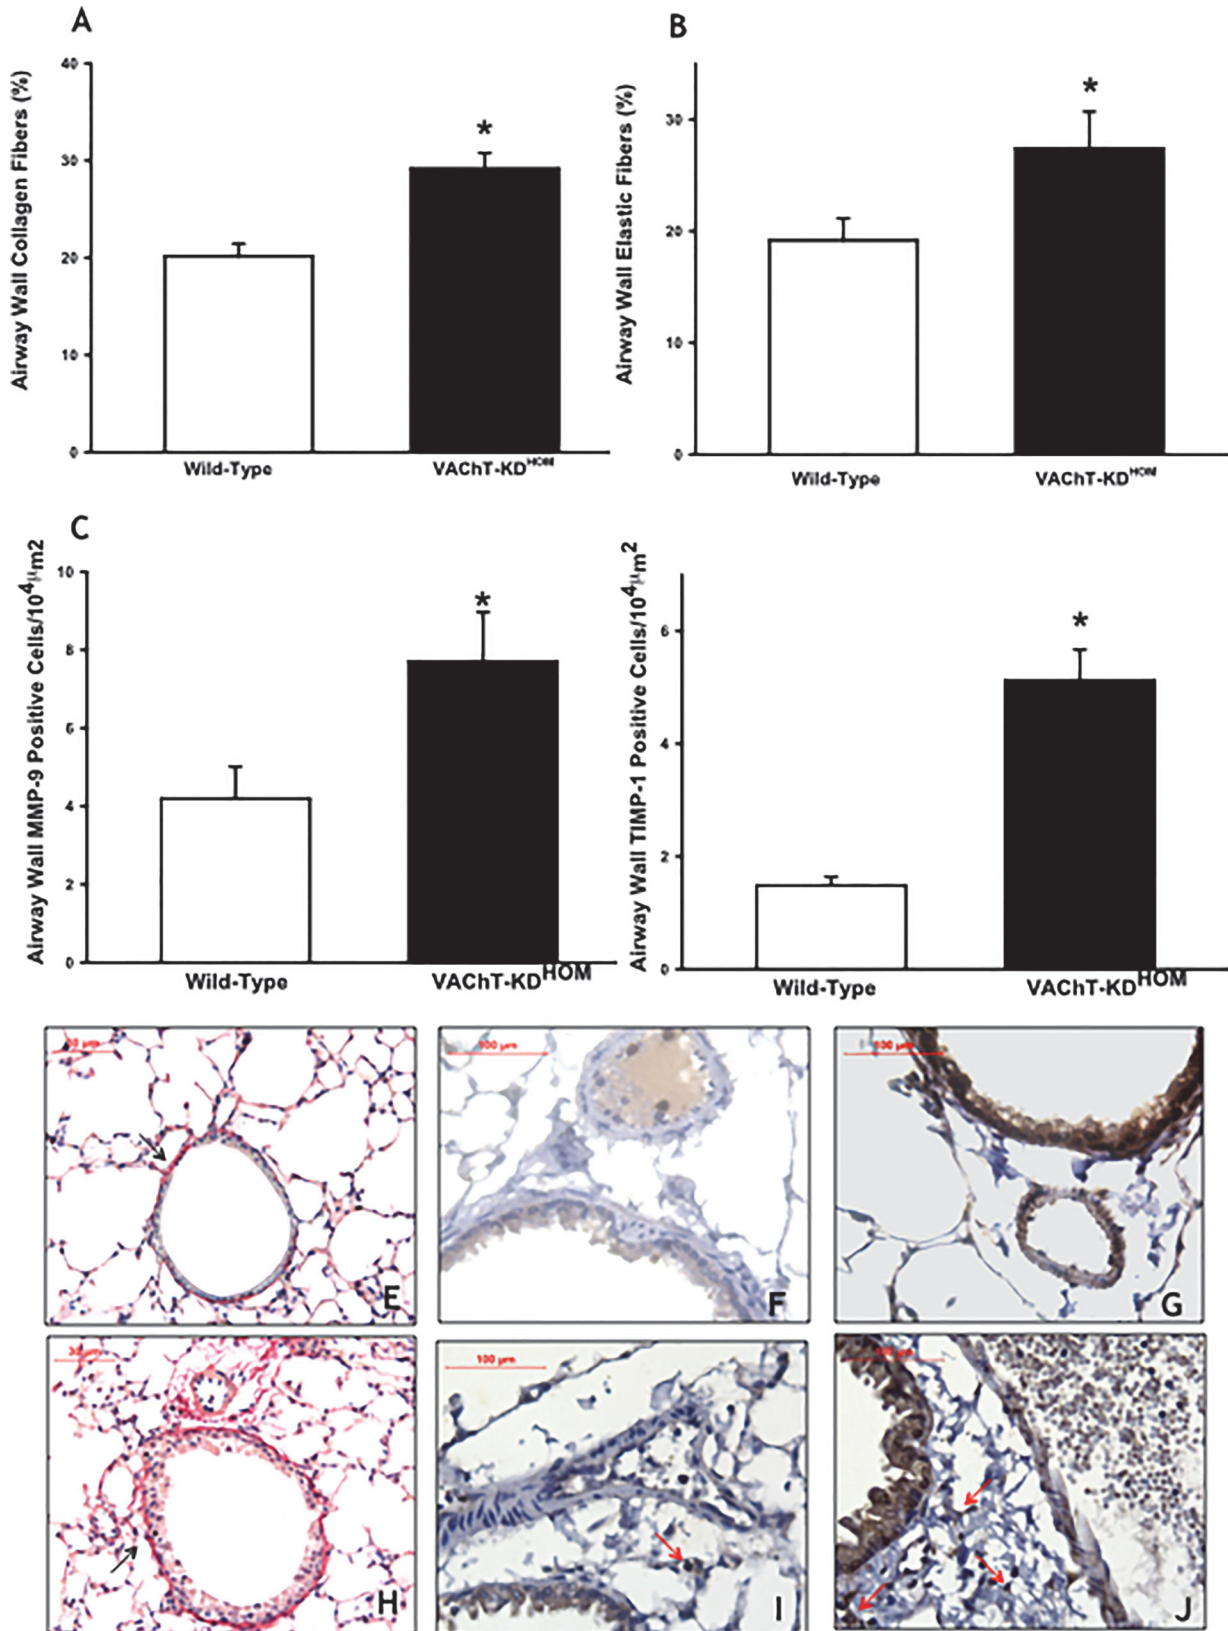 A
Airway Wall Collagen Fibers (%)
40
30
20
10
0
*
Wild-Type
VAChT-KD^HOM
B
Airway Wall Elastic Fibers (%)
30
20
10
0
*
Wild-Type
VAChT-KD^HOM
C
Airway Wall MMP-9 Positive Cells/10^4μm2
10
8
6
4
2
0
*
Wild-Type
VAChT-KD^HOM
Airway Wall TIMP-1 Positive Cells/10^4μm^2
6
4
2
0
*
Wild-Type
VAChT-KD^HOM
E
100 μm
F
100 μm
G
H
100 μm
I
J